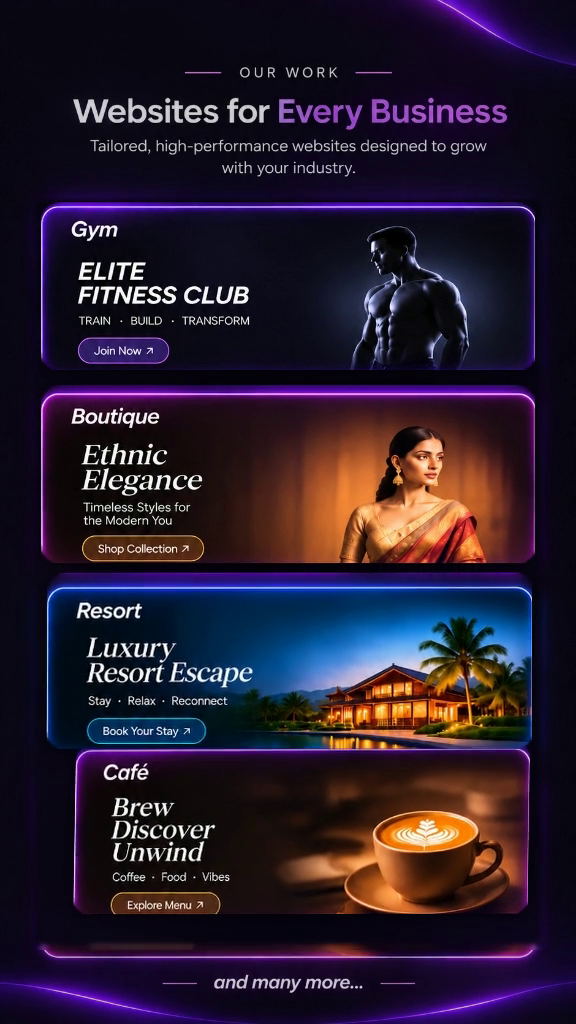 OUR WORK
Websites for Every Business
Tailored, high-performance websites designed to grow
with your industry.
Gym
ELITE
FITNESS CLUB
TRAIN · BUILD · TRANSFORM
Join Now ↗
Boutique
Ethnic
Elegance
Timeless Styles for
the Modern You
Shop Collection ↗
Resort
Luxury
Resort Escape
Stay · Relax · Reconnect
Book Your Stay ↗
Café
Brew
Discover
Unwind
Coffee · Food · Vibes
Explore Menu ↗
and many more...